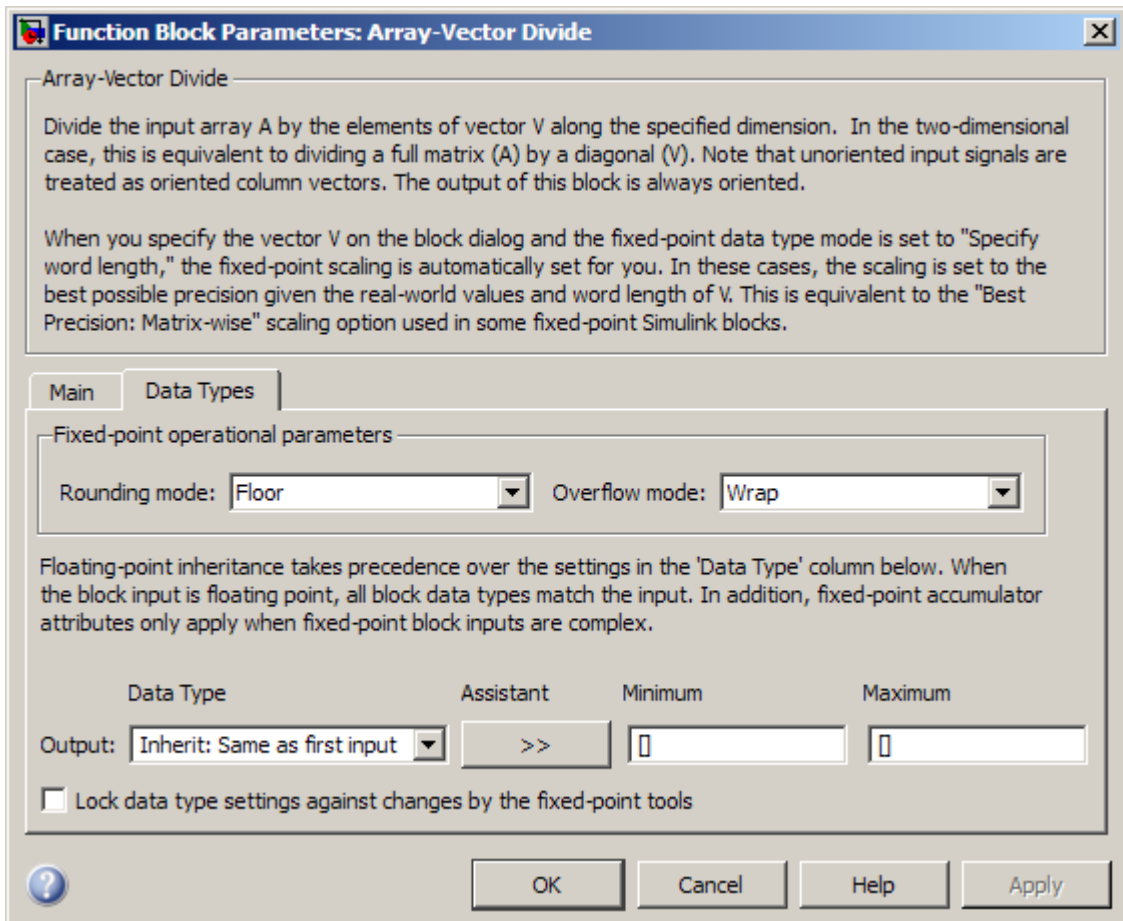 Function Block Parameters: Array-Vector Divide
Array-Vector Divide
Divide the input array A by the elements of vector V along the specified dimension.  In the two-dimensional
case, this is equivalent to dividing a full matrix (A) by a diagonal (V). Note that unoriented input signals are
treated as oriented column vectors. The output of this block is always oriented.
When you specify the vector V on the block dialog and the fixed-point data type mode is set to "Specify
word length," the fixed-point scaling is automatically set for you. In these cases, the scaling is set to the
best possible precision given the real-world values and word length of V. This is equivalent to the "Best
Precision: Matrix-wise" scaling option used in some fixed-point Simulink blocks.
Main Data Types
Fixed-point operational parameters
Rounding mode: Floor Overflow mode: Wrap
Floating-point inheritance takes precedence over the settings in the 'Data Type' column below. When
the block input is floating point, all block data types match the input. In addition, fixed-point accumulator
attributes only apply when fixed-point block inputs are complex.
Data Type Assistant Minimum Maximum
Output: Inherit: Same as first input >> [] []
Lock data type settings against changes by the fixed-point tools
? OK Cancel Help Apply